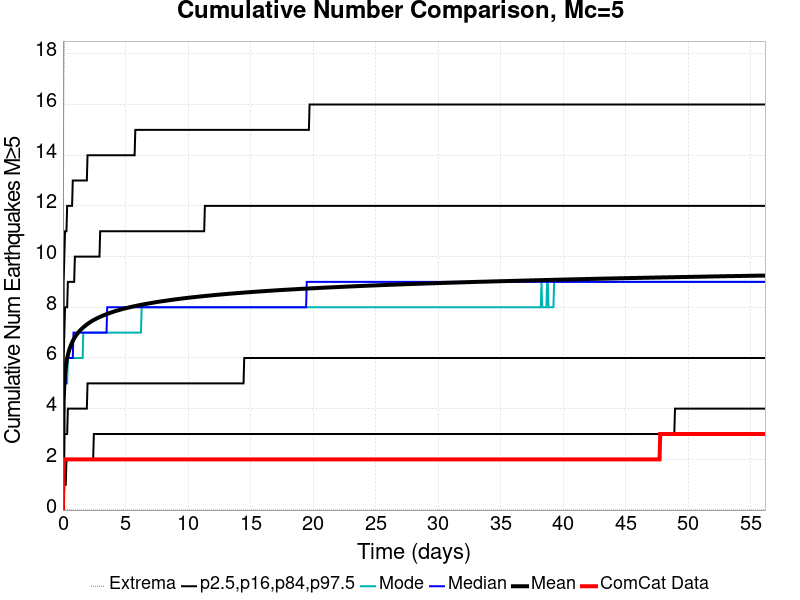 Cumulative Number Comparison, Mc=5
Cumulative Num Earthquakes M≥5
18
16
14
12
10
8
6
4
2
0
0 5 10 15 20 25 30 35 40 45 50 55
Time (days)
Extrema p2.5,p16,p84,p97.5 Mode Median Mean ComCat Data